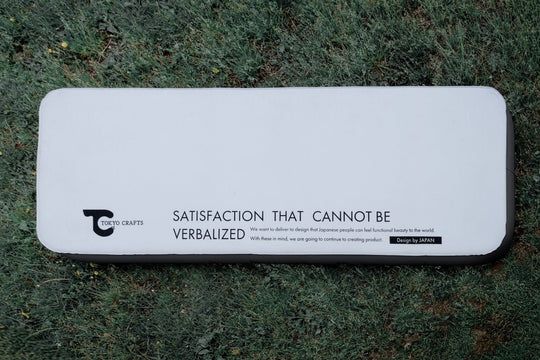 TC TOKYO CRAFTS
SATISFACTION THAT CANNOT BE
VERBALIZED We want to deliver to design that Japanese people can feel functional beauty to the world.
With these in mind, we are going to continue to creating product. Design by JAPAN